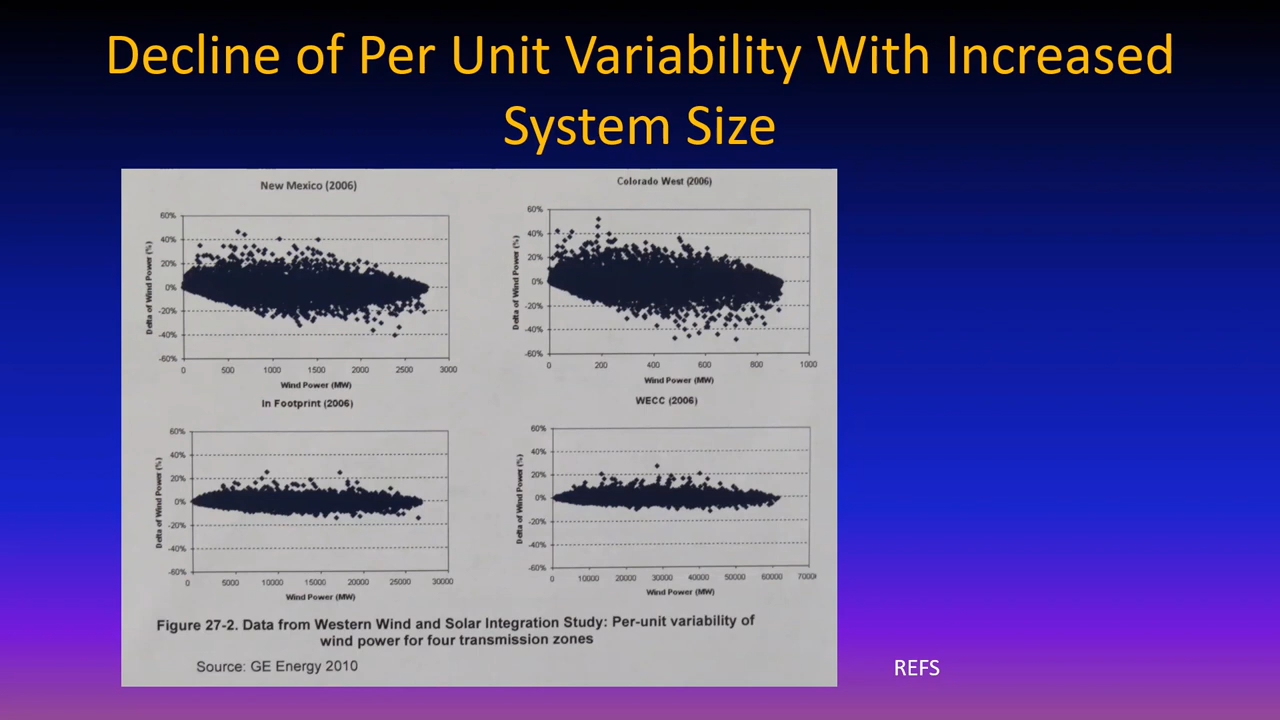 Decline of Per Unit Variability With Increased
System Size
New Mexico (2006)
60%
40%
20%
0%
-20%
-40%
-60%
Delta of Wind Power (%)
0 500 1000 1500 2000 2500 3000
Wind Power (MW)
Colorado West (2006)
60%
40%
20%
0%
-20%
-40%
-60%
Delta of Wind Power (%)
0 200 400 600 800 1000
Wind Power (MW)
In Footprint (2006)
60%
40%
20%
0%
-20%
-40%
-60%
Delta of Wind Power (%)
0 5000 10000 15000 20000 25000 30000
Wind Power (MW)
WECC (2006)
60%
40%
20%
0%
-20%
-40%
-60%
Delta of Wind Power (%)
0 10000 20000 30000 40000 50000 60000
Wind Power (MW)
Figure 27-2. Data from Western Wind and Solar Integration Study: Per-unit variability of
wind power for four transmission zones
Source: GE Energy 2010
REFS